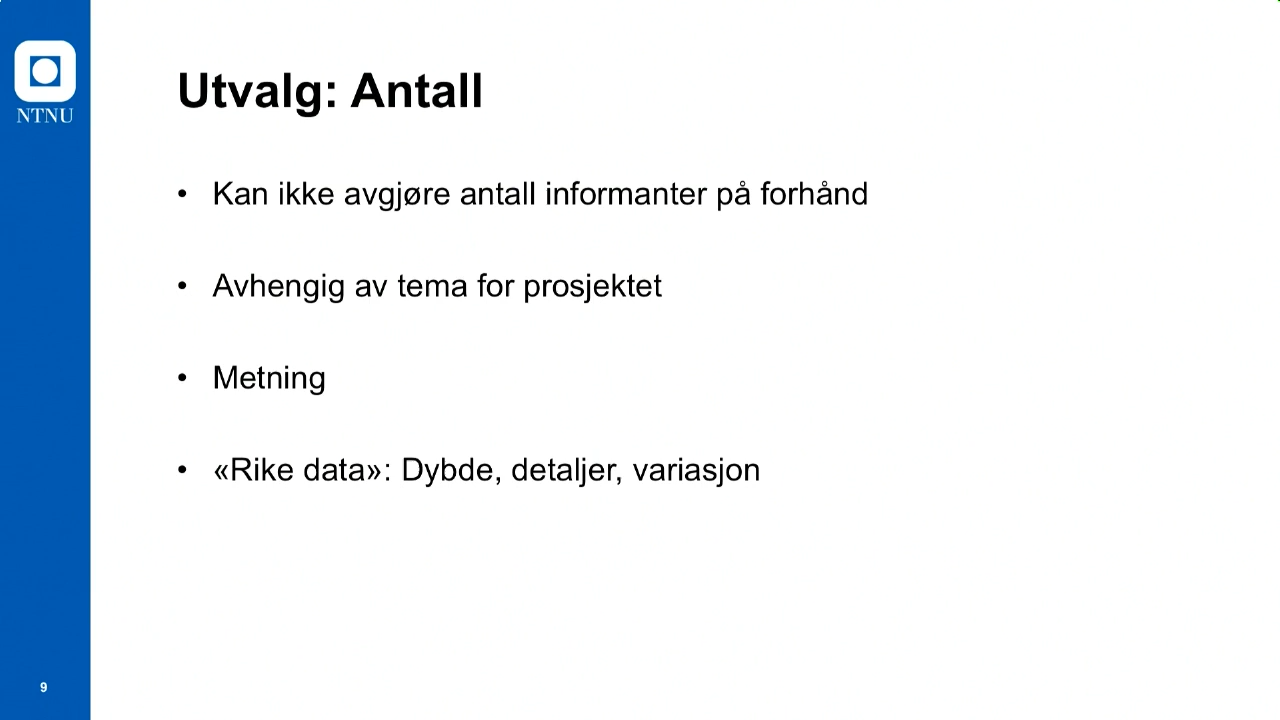 NTNU
Utvalg: Antall
• Kan ikke avgjøre antall informanter på forhånd
• Avhengig av tema for prosjektet
• Metning
• «Rike data»: Dybde, detaljer, variasjon
9